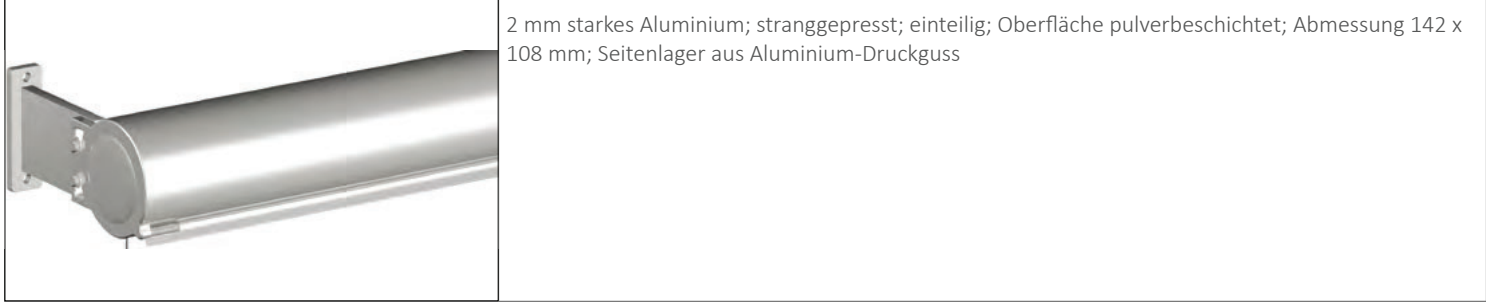 2 mm starkes Aluminium; stranggepresst; einteilig; Oberfläche pulverbeschichtet; Abmessung 142 x
108 mm; Seitenlager aus Aluminium-Druckguss